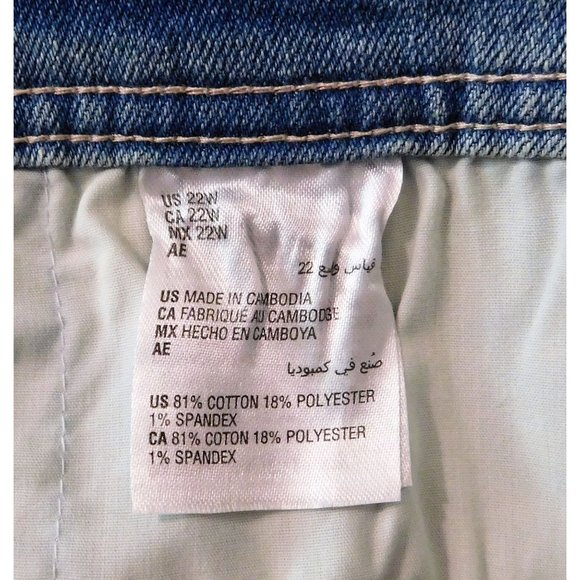 US 22W
CA 22W
MX 22W
AE
قياس واسع 22
US MADE IN CAMBODIA
CA FABRIQUÉ AU CAMBODGE
MX HECHO EN CAMBOYA
AE
صُنع في كمبوديا
US 81% COTTON 18% POLYESTER
1% SPANDEX
CA 81% COTON 18% POLYESTER
1% SPANDEX